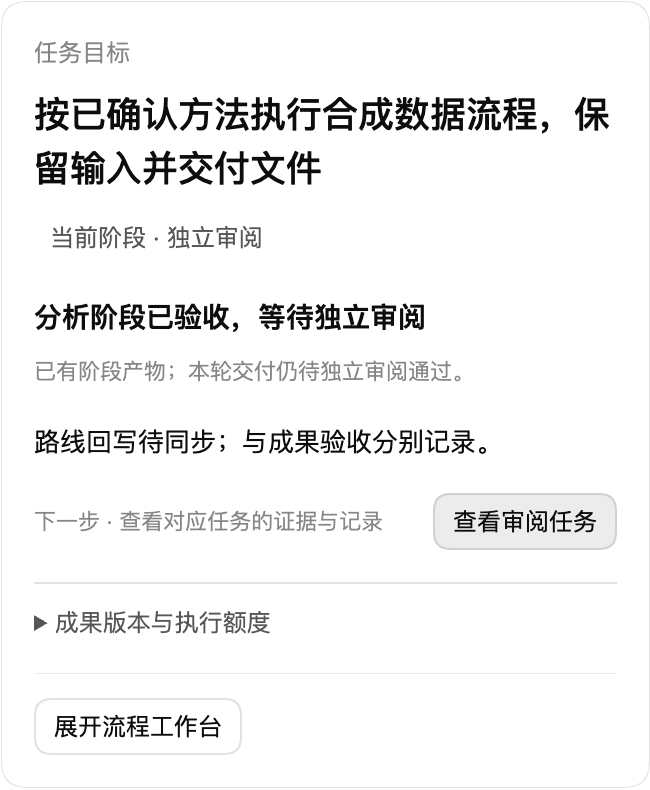 任务目标
按已确认方法执行合成数据流程，保
留输入并交付文件
当前阶段 · 独立审阅
分析阶段已验收，等待独立审阅
已有阶段产物；本轮交付仍待独立审阅通过。
路线回写待同步；与成果验收分别记录。
下一步 · 查看对应任务的证据与记录
查看审阅任务
成果版本与执行额度
展开流程工作台